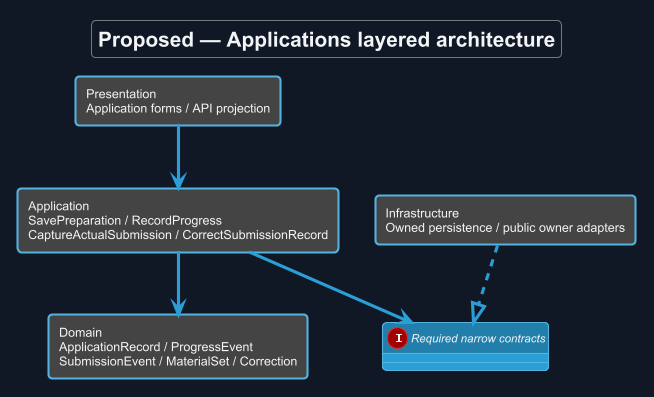 Proposed — Applications layered architecture
Presentation
Application forms / API projection
Application
SavePreparation / RecordProgress
CaptureActualSubmission / CorrectSubmissionRecord
Infrastructure
Owned persistence / public owner adapters
Domain
ApplicationRecord / ProgressEvent
SubmissionEvent / MaterialSet / Correction
I Required narrow contracts